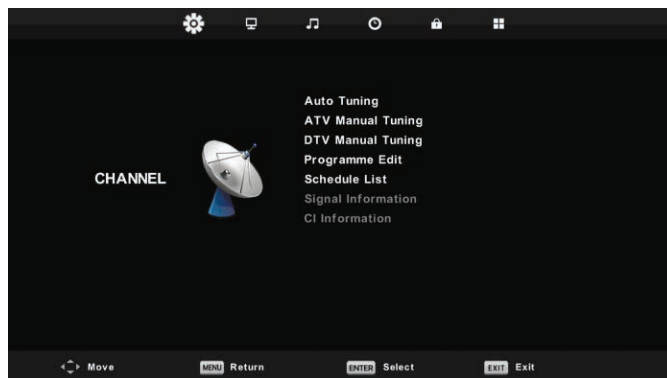 Auto Tuning
ATV Manual Tuning
DTV Manual Tuning
Programme Edit
CHANNEL
Schedule List
Signal Information
CI Information
Move MENU Return ENTER Select EXIT Exit